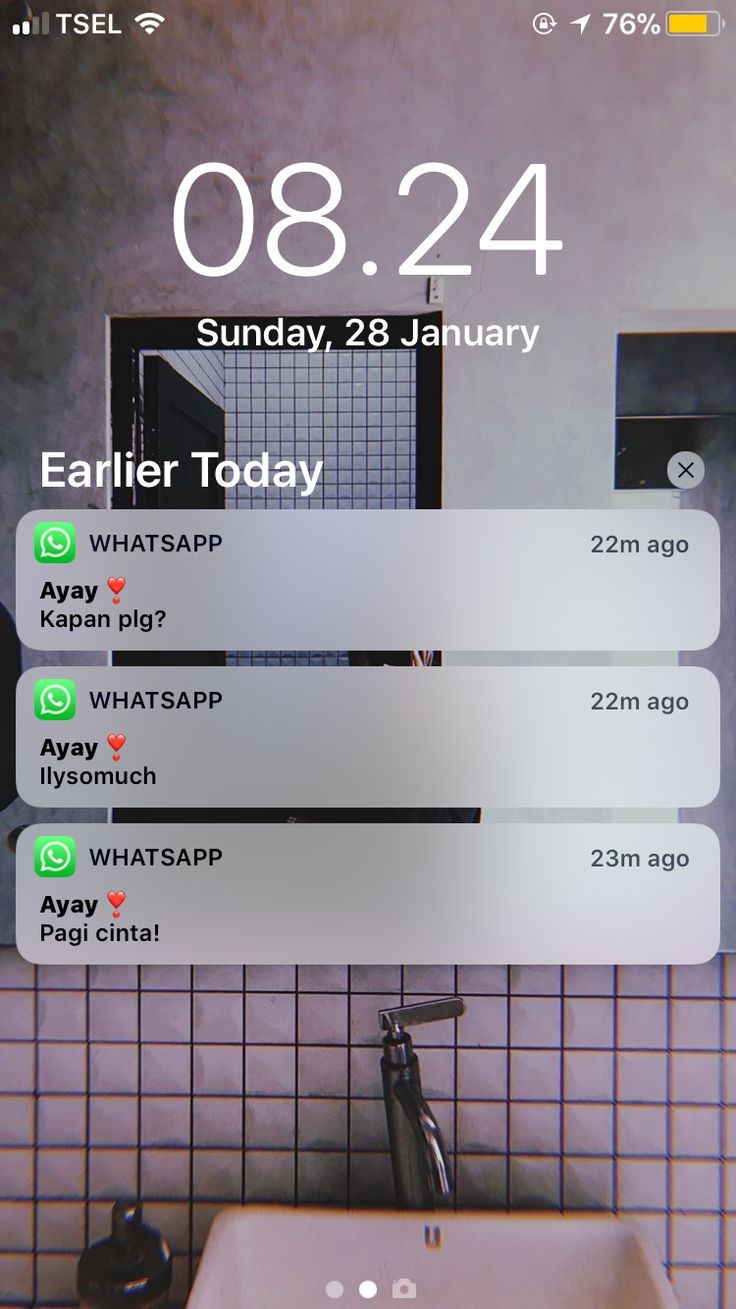 TSEL 76%
08.24
Sunday, 28 January
Earlier Today
WHATSAPP 22m ago
Ayay ❣️
Kapan plg?
WHATSAPP 22m ago
Ayay ❣️
Ilysomuch
WHATSAPP 23m ago
Ayay ❣️
Pagi cinta!